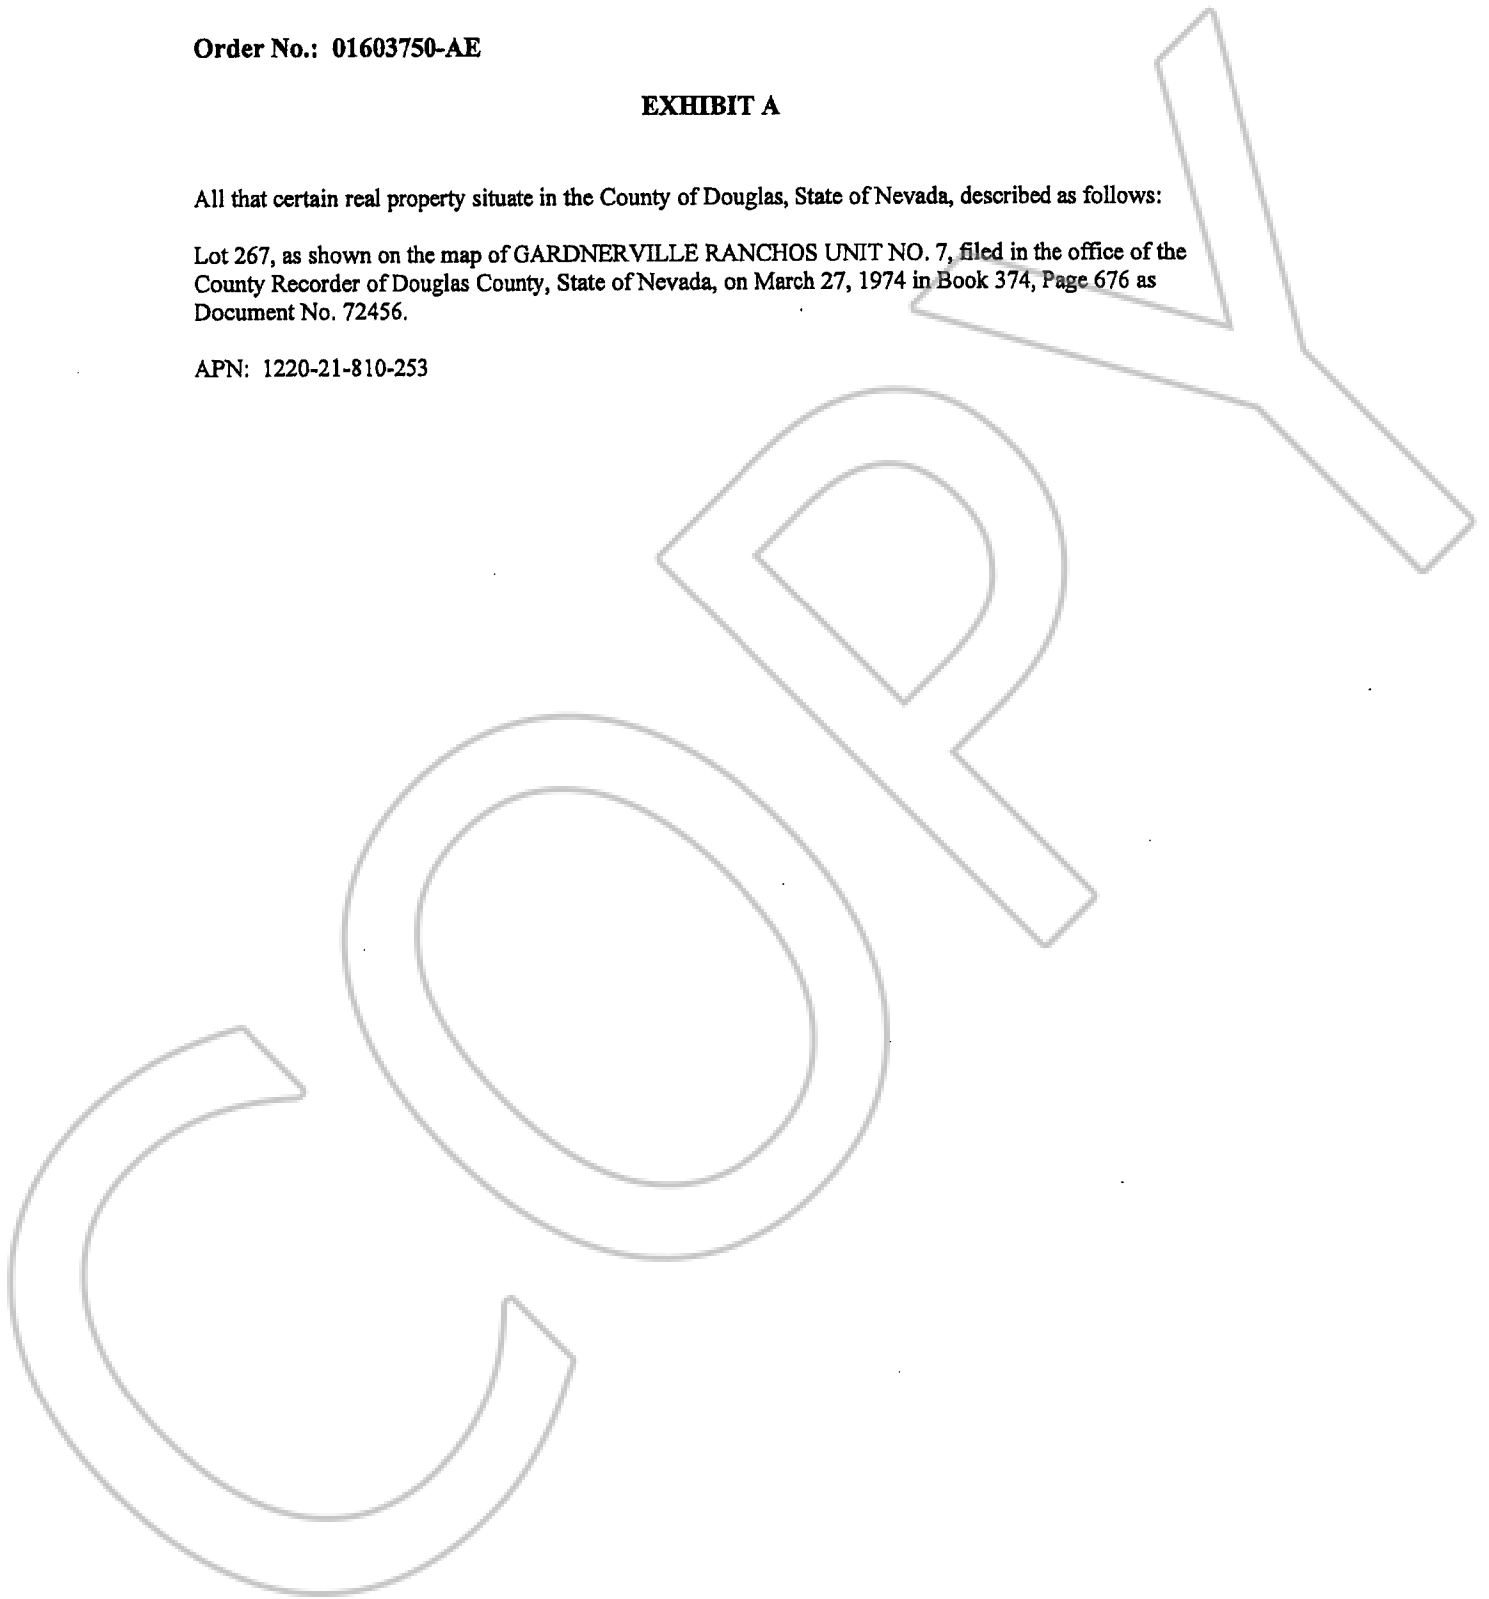 Order No.: 01603750-AE
EXHIBIT A
All that certain real property situate in the County of Douglas, State of Nevada, described as follows:
Lot 267, as shown on the map of GARDNERVILLE RANCHOS UNIT NO. 7, filed in the office of the
County Recorder of Douglas County, State of Nevada, on March 27, 1974 in Book 374, Page 676 as
Document No. 72456.
APN: 1220-21-810-253
COPY